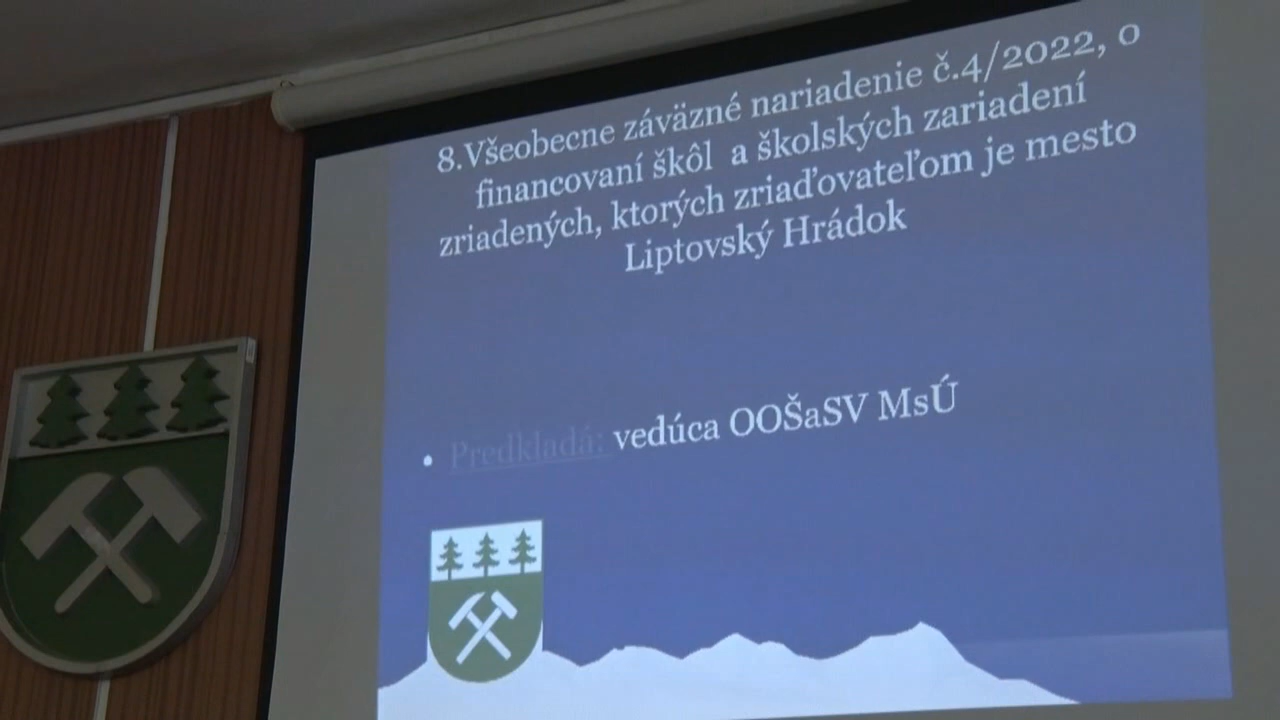 8.Všeobecne záväzné nariadenie č.4/2022, o
financovaní škôl a školských zariadení
zriadených, ktorých zriaďovateľom je mesto
Liptovský Hrádok
• Predkladá: vedúca OOŠaSV MsÚ